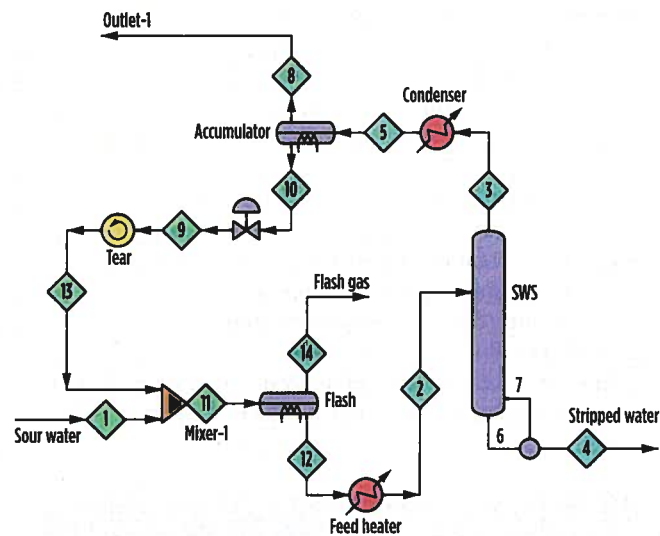 Outlet-1
8
Condenser
Accumulator
5
10
3
9
Tear
Flash gas
SWS
13
14
2
7
Flash
11
1
Sour water
Mixer-1
Stripped water
6
12
4
Feed heater